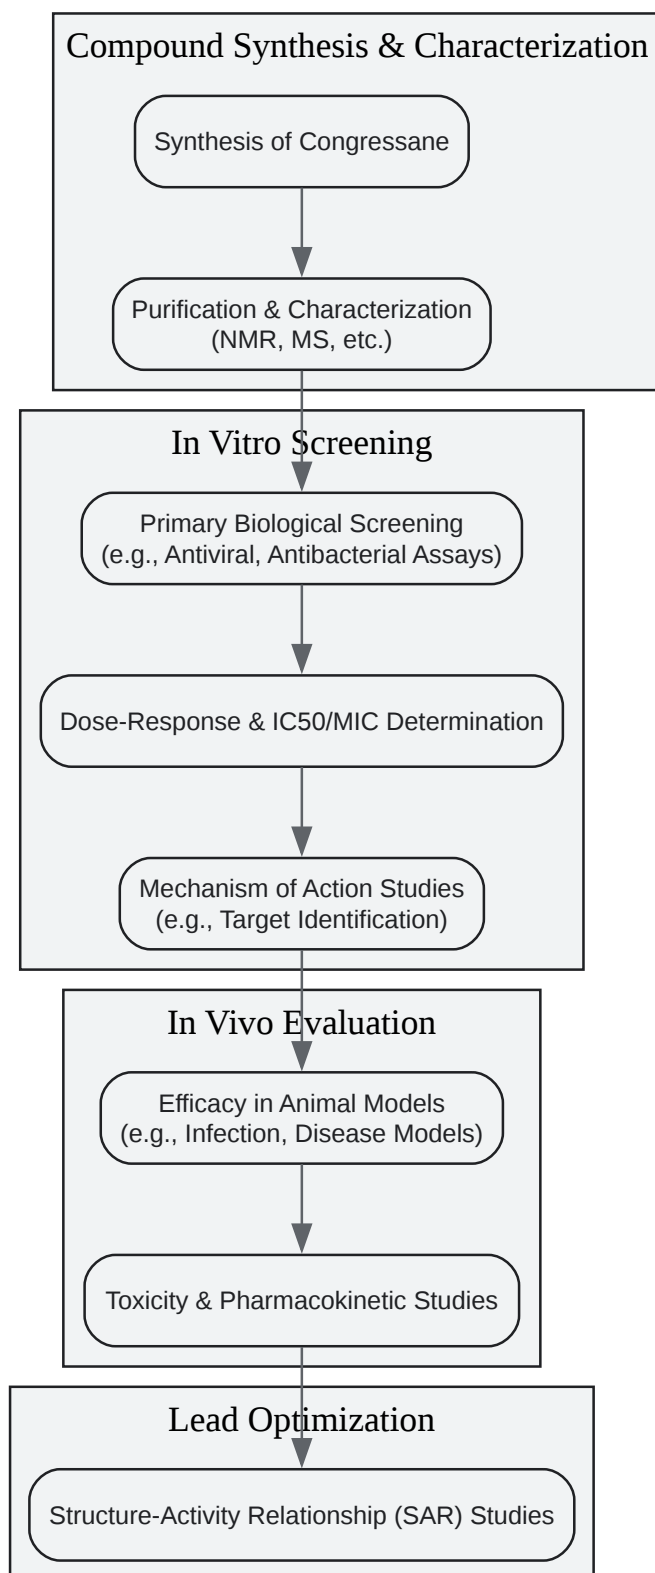 Compound Synthesis & Characterization
Synthesis of Congressane
Purification & Characterization
(NMR, MS, etc.)
In Vitro Screening
Primary Biological Screening
(e.g., Antiviral, Antibacterial Assays)
Dose-Response & IC50/MIC Determination
Mechanism of Action Studies
(e.g., Target Identification)
In Vivo Evaluation
Efficacy in Animal Models
(e.g., Infection, Disease Models)
Toxicity & Pharmacokinetic Studies
Lead Optimization
Structure-Activity Relationship (SAR) Studies